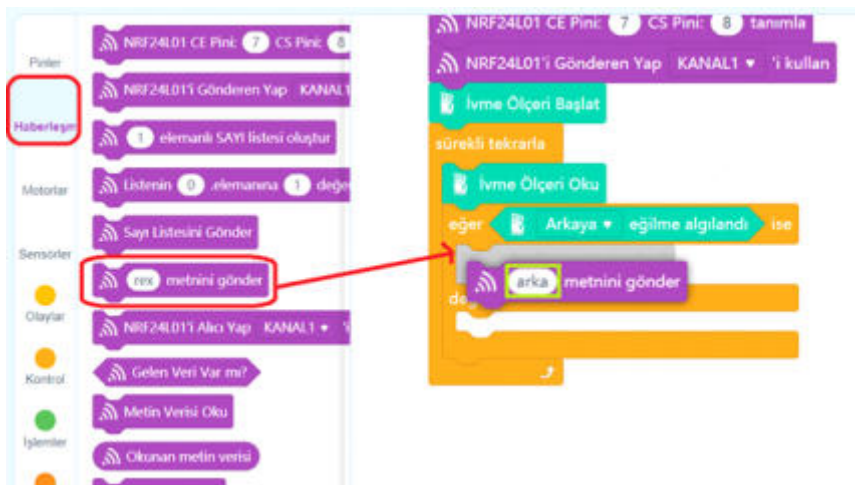 Pinler
Haberleşm
Motorlar
Sensörler
Olaylar
Kontrol
İşlemler
NRF24L01 CE Pini: 7 CS Pini: 8
NRF24L01'i Gönderen Yap KANAL1
1 elemanlı SAYI listesi oluştur
Listenin 0 .elemanına 1 değe
Sayı Listesini Gönder
rex metnini gönder
NRF24L01'i Alıcı Yap KANAL1 'i
Gelen Veri Var mı?
Metin Verisi Oku
Okunan metin verisi
NRF24L01 CE Pini: 7 CS Pini: 8 tanımla
NRF24L01'i Gönderen Yap KANAL1 'i kullan
İvme Ölçeri Başlat
sürekli tekrarla
İvme Ölçeri Oku
eğer Arkaya eğilme algılandı ise
arka metnini gönder
değ